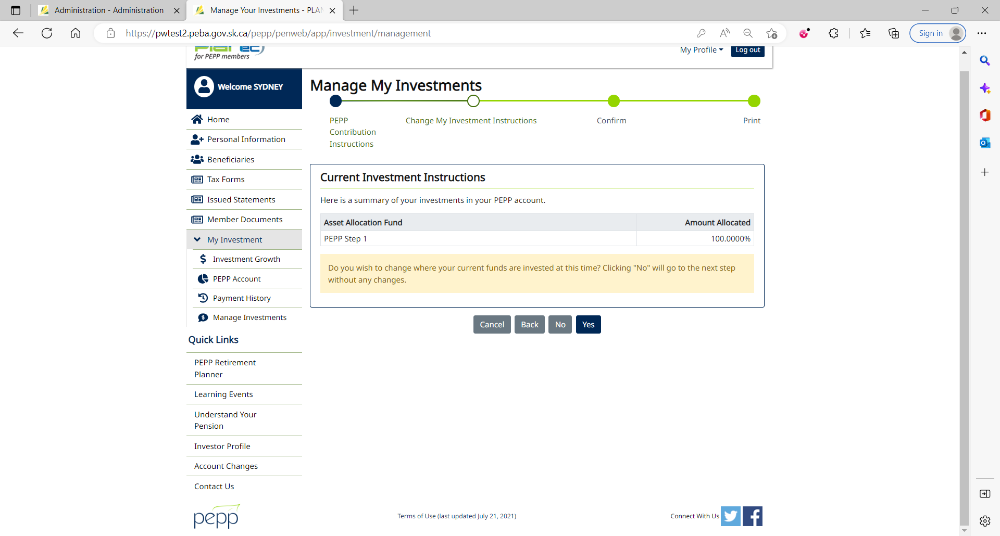 Administration - Administration
Manage Your Investments - PLAN
https://pwtest2.peba.gov.sk.ca/pepp/penweb/app/investment/management
Sign in
for PEPP members
My Profile
Log out
Welcome SYDNEY
Home
Personal Information
Beneficiaries
Tax Forms
Issued Statements
Member Documents
My Investment
Investment Growth
PEPP Account
Payment History
Manage Investments
Quick Links
PEPP Retirement
Planner
Learning Events
Understand Your
Pension
Investor Profile
Account Changes
Contact Us
Manage My Investments
PEPP
Contribution
Instructions
Change My Investment Instructions
Confirm
Print
Current Investment Instructions
Here is a summary of your investments in your PEPP account.
Asset Allocation Fund Amount Allocated
PEPP Step 1 100.0000%
Do you wish to change where your current funds are invested at this time? Clicking "No" will go to the next step
without any changes.
Cancel Back No Yes
pepp
Terms of Use (last updated July 21, 2021)
Connect With Us